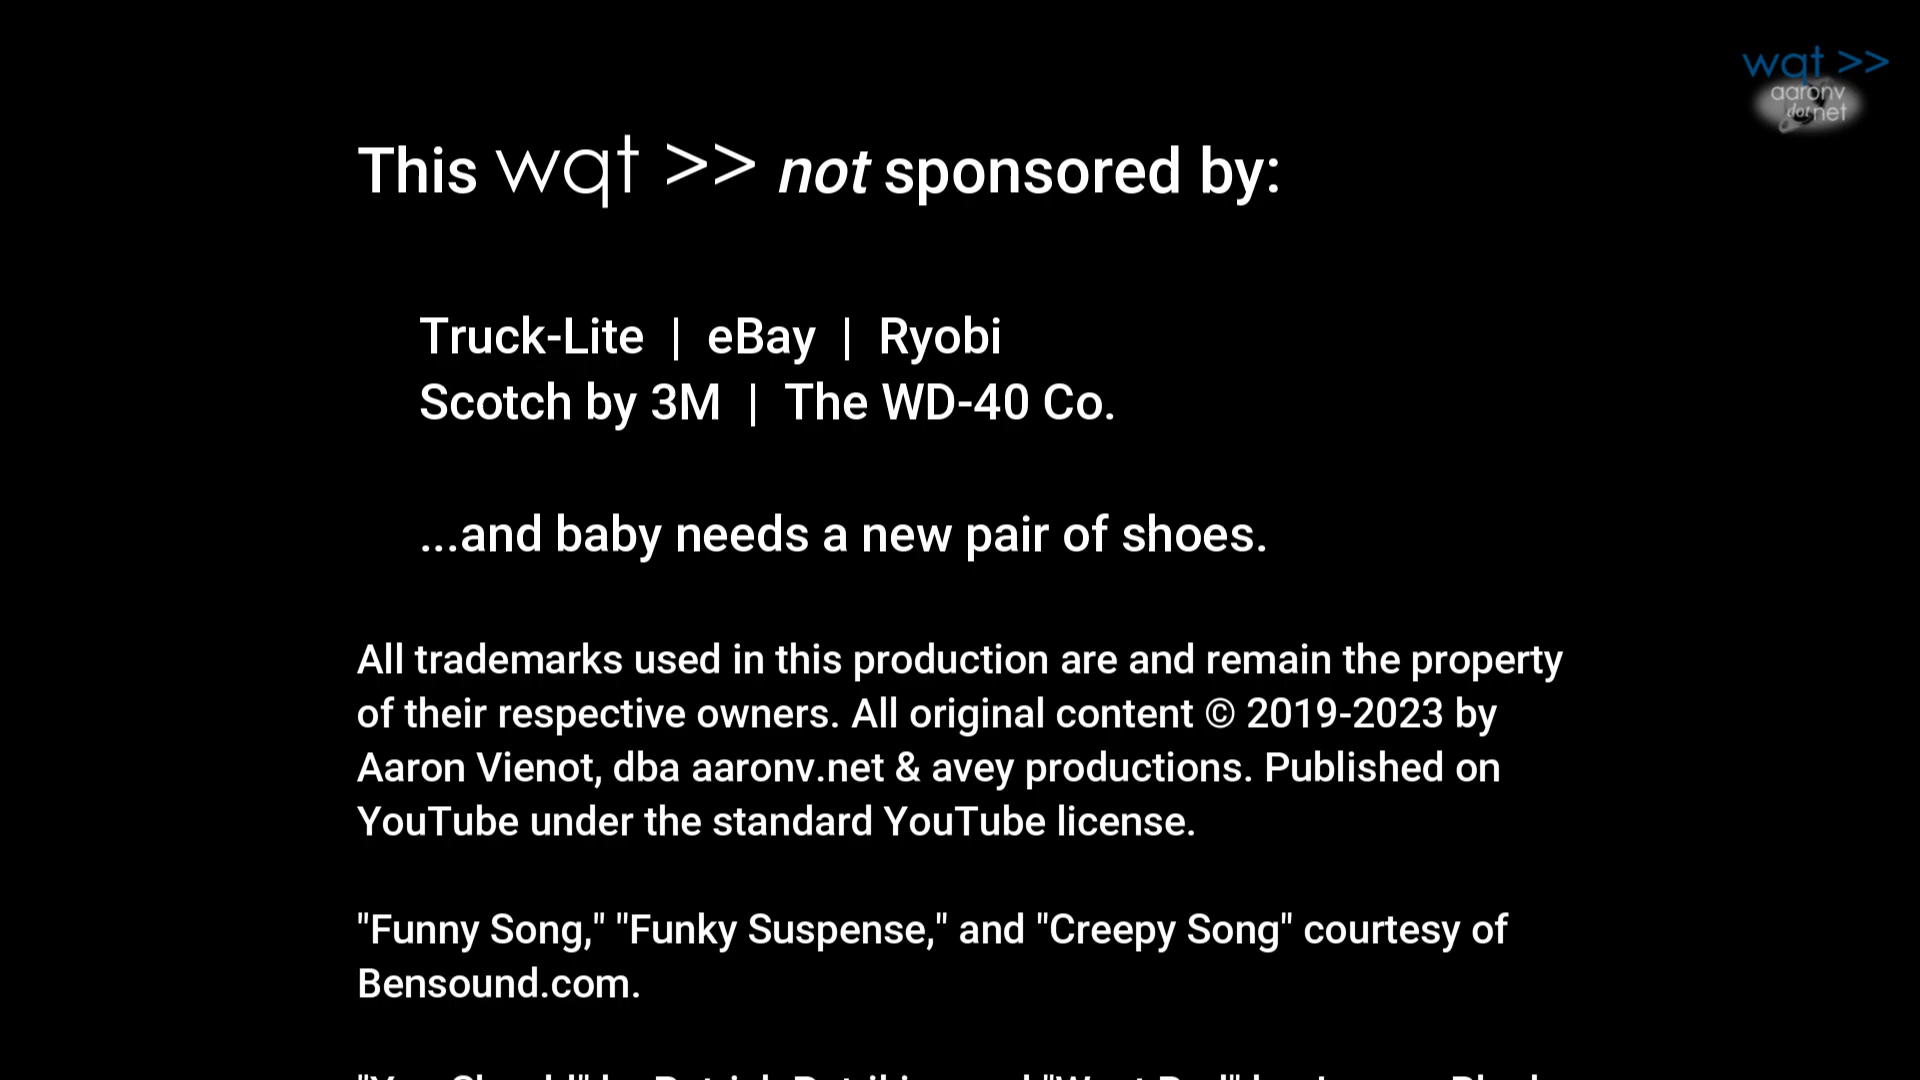 wqt >>
aaronv
dotnet
This wqt >> not sponsored by:
Truck-Lite | eBay | Ryobi
Scotch by 3M | The WD-40 Co.
...and baby needs a new pair of shoes.
All trademarks used in this production are and remain the property
of their respective owners. All original content © 2019-2023 by
Aaron Vienot, dba aaronv.net & avey productions. Published on
YouTube under the standard YouTube license.
"Funny Song," "Funky Suspense," and "Creepy Song" courtesy of
Bensound.com.